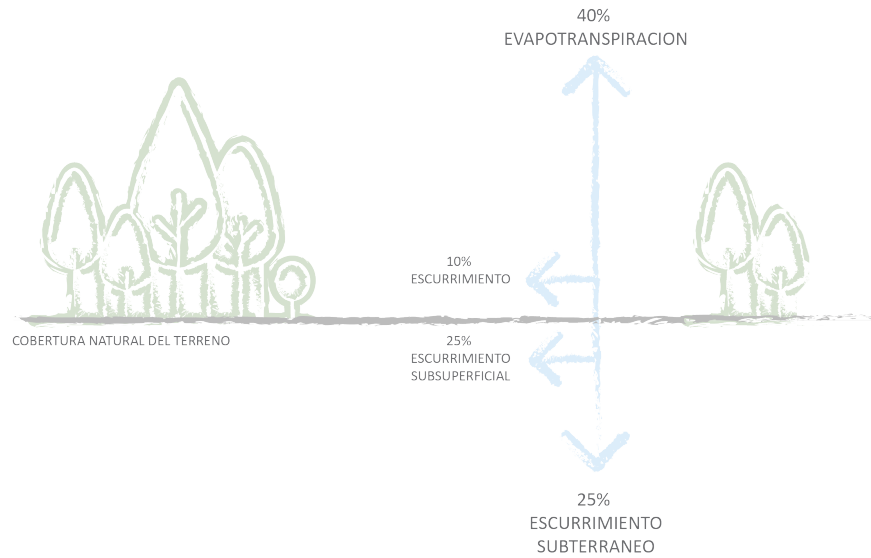 40%
EVAPOTRANSPIRACION
10%
ESCURRIMIENTO
COBERTURA NATURAL DEL TERRENO
25%
ESCURRIMIENTO
SUBSUPERFICIAL
25%
ESCURRIMIENTO
SUBTERRANEO